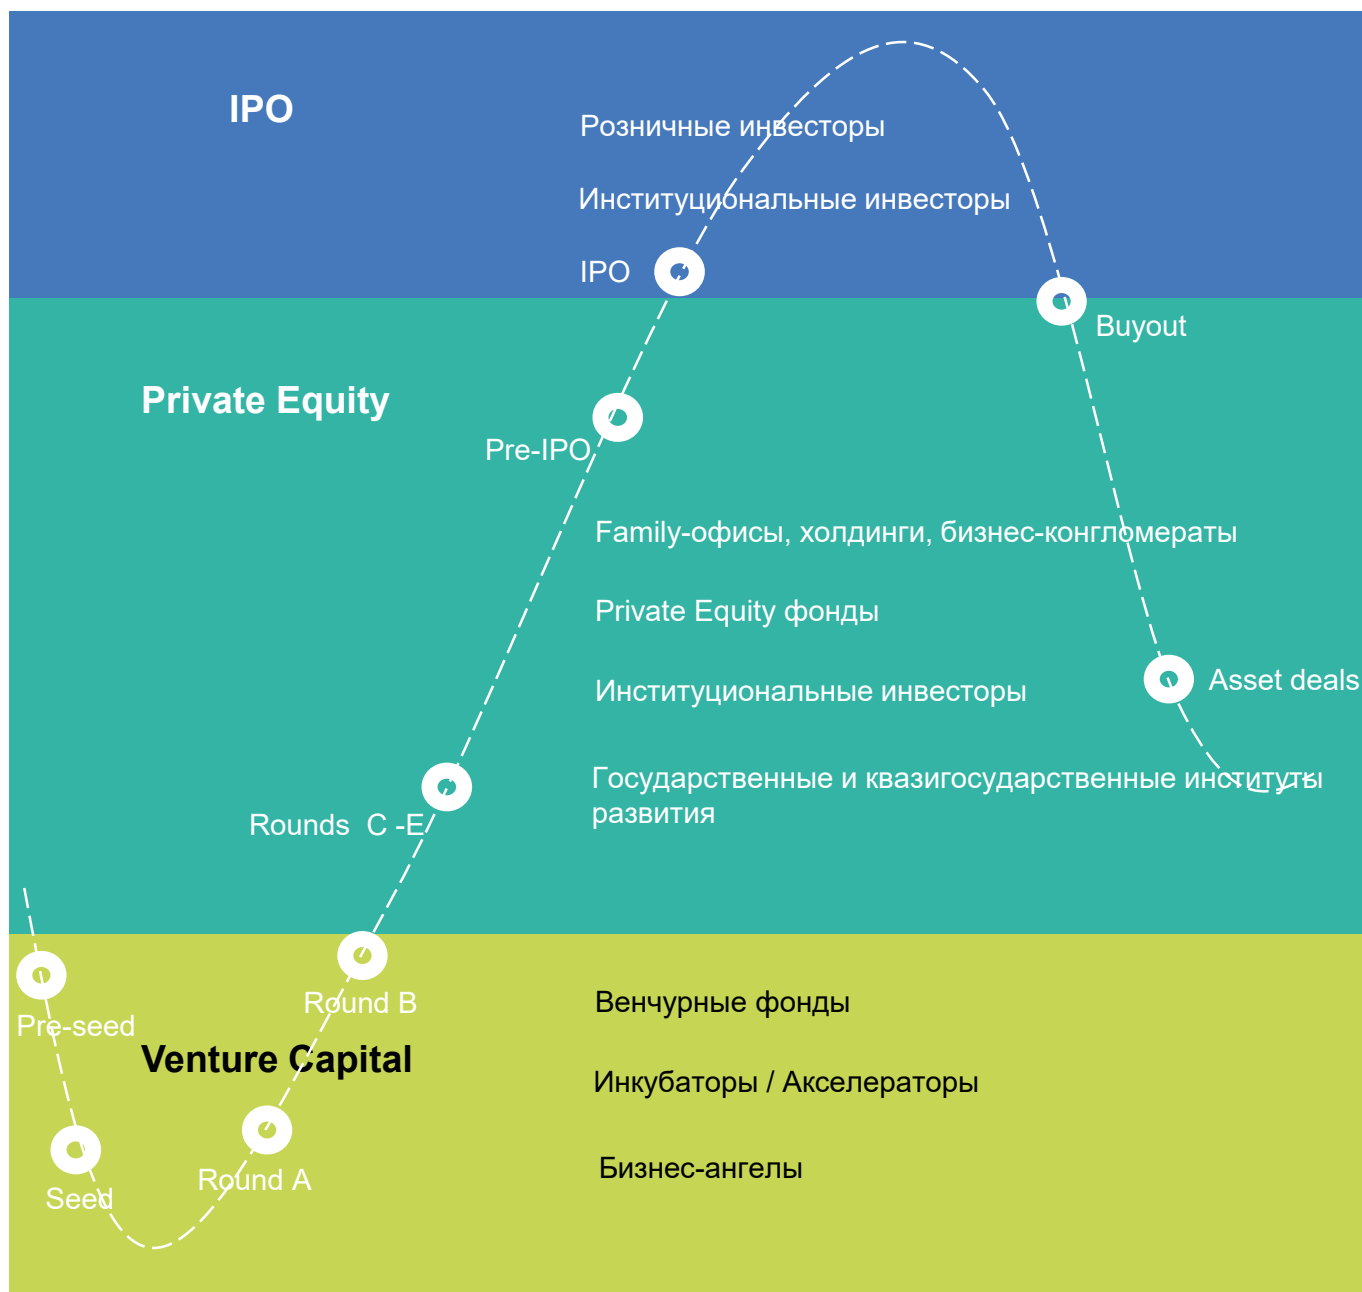 IPO
Розничные инвесторы
Институциональные инвесторы
IPO
Buyout
Private Equity
Pre-IPO
Family-офисы, холдинги, бизнес-конгломераты
Private Equity фонды
Институциональные инвесторы
Asset deals
Государственные и квазигосударственные институты
развития
Rounds C -E
Pre-seed
Round B
Венчурные фонды
Venture Capital
Инкубаторы / Акселераторы
Seed
Round A
Бизнес-ангелы